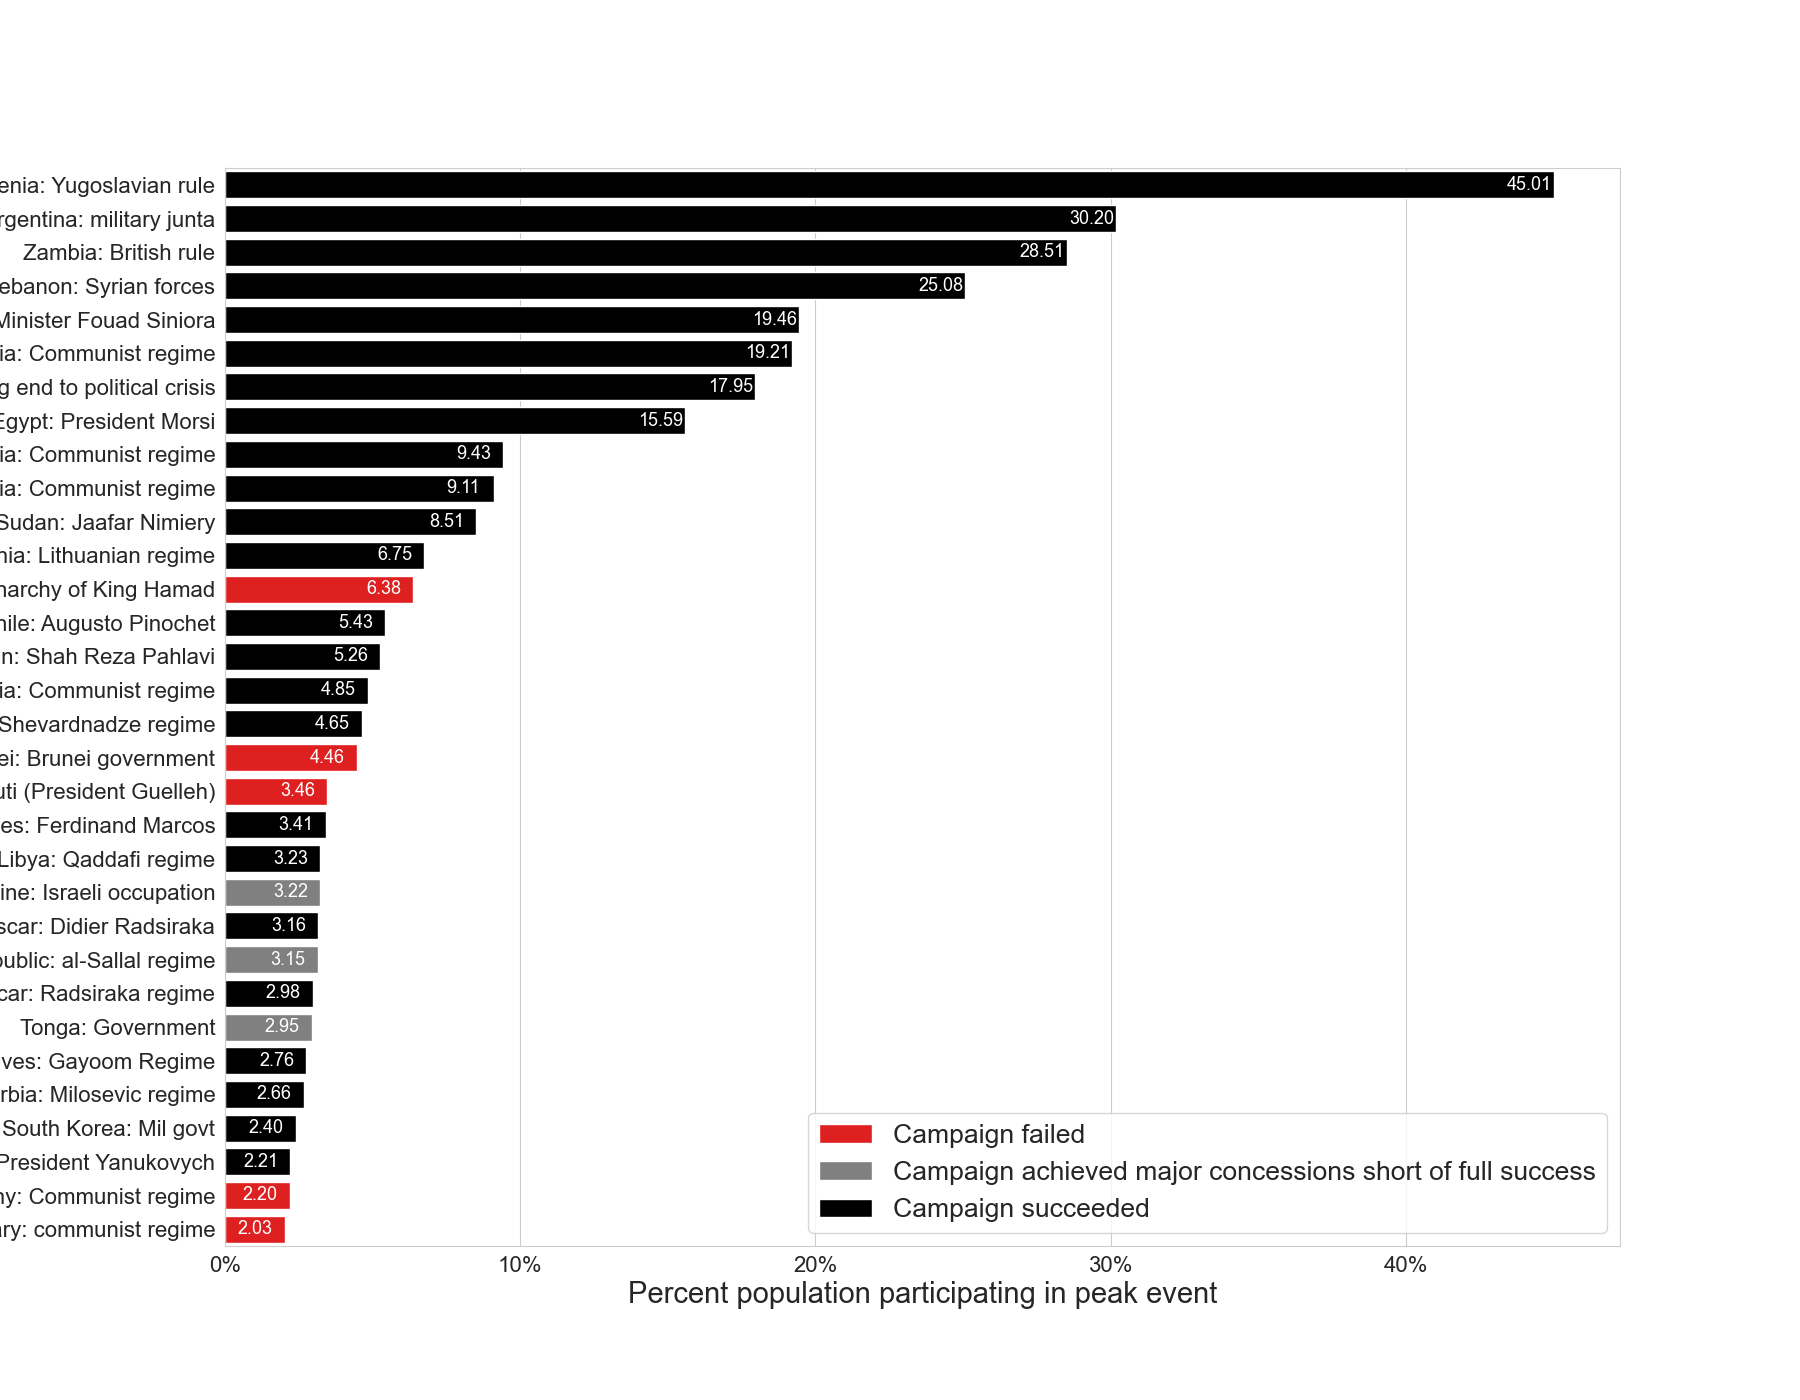 enia: Yugoslavian rule 45.01
rgentina: military junta 30.20
Zambia: British rule 28.51
ebanon: Syrian forces 25.08
Minister Fouad Siniora 19.46
ia: Communist regime 19.21
g end to political crisis 17.95
Egypt: President Morsi 15.59
ia: Communist regime 9.43
ia: Communist regime 9.11
Sudan: Jaafar Nimiery 8.51
nia: Lithuanian regime 6.75
narchy of King Hamad 6.38
hile: Augusto Pinochet 5.43
n: Shah Reza Pahlavi 5.26
ia: Communist regime 4.85
Shevardnadze regime 4.65
ei: Brunei government 4.46
uti (President Guelleh) 3.46
es: Ferdinand Marcos 3.41
Libya: Qaddafi regime 3.23
ine: Israeli occupation 3.22
scar: Didier Radsiraka 3.16
public: al-Sallal regime 3.15
car: Radsiraka regime 2.98
Tonga: Government 2.95
ves: Gayoom Regime 2.76
rbia: Milosevic regime 2.66
South Korea: Mil govt 2.40
President Yanukovych 2.21
ny: Communist regime 2.20
ary: communist regime 2.03
Campaign failed
Campaign achieved major concessions short of full success
Campaign succeeded
0% 10% 20% 30% 40%
Percent population participating in peak event